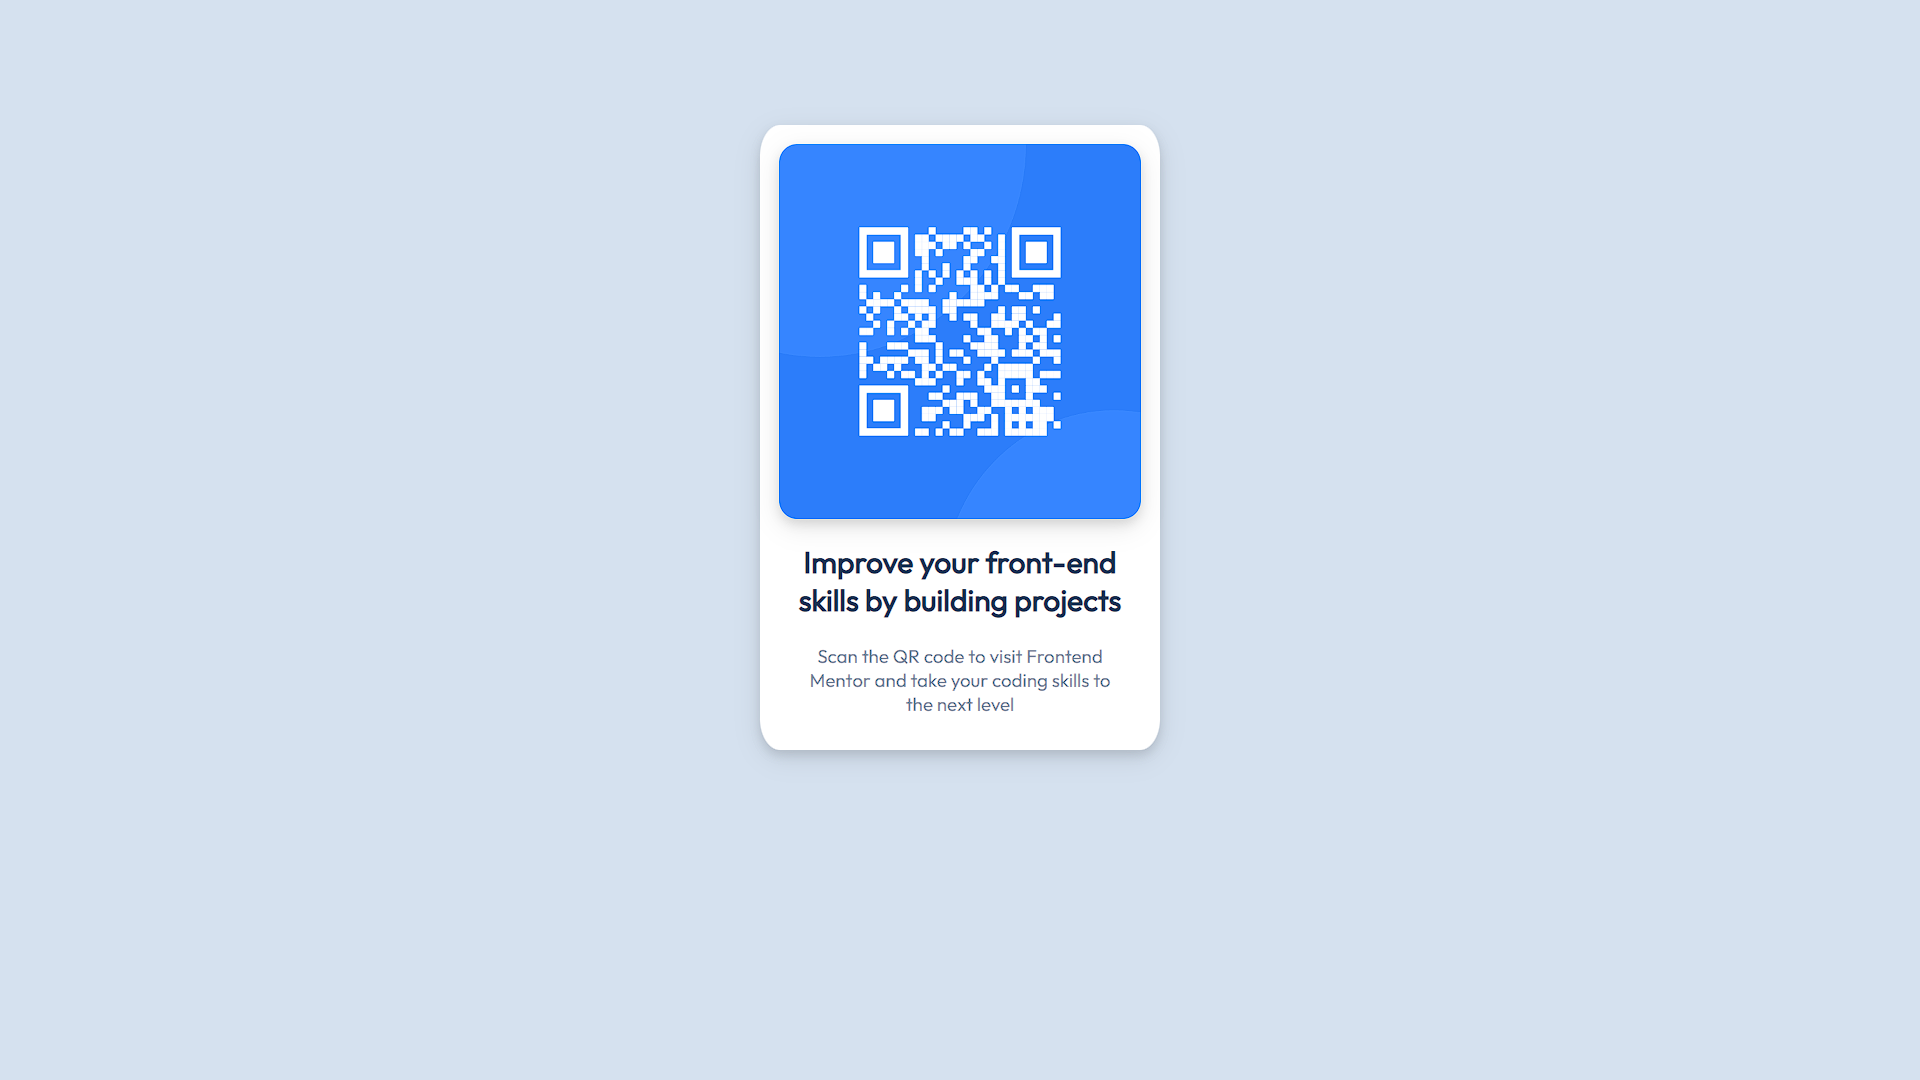 Improve your front-end
skills by building projects
Scan the QR code to visit Frontend
Mentor and take your coding skills to
the next level